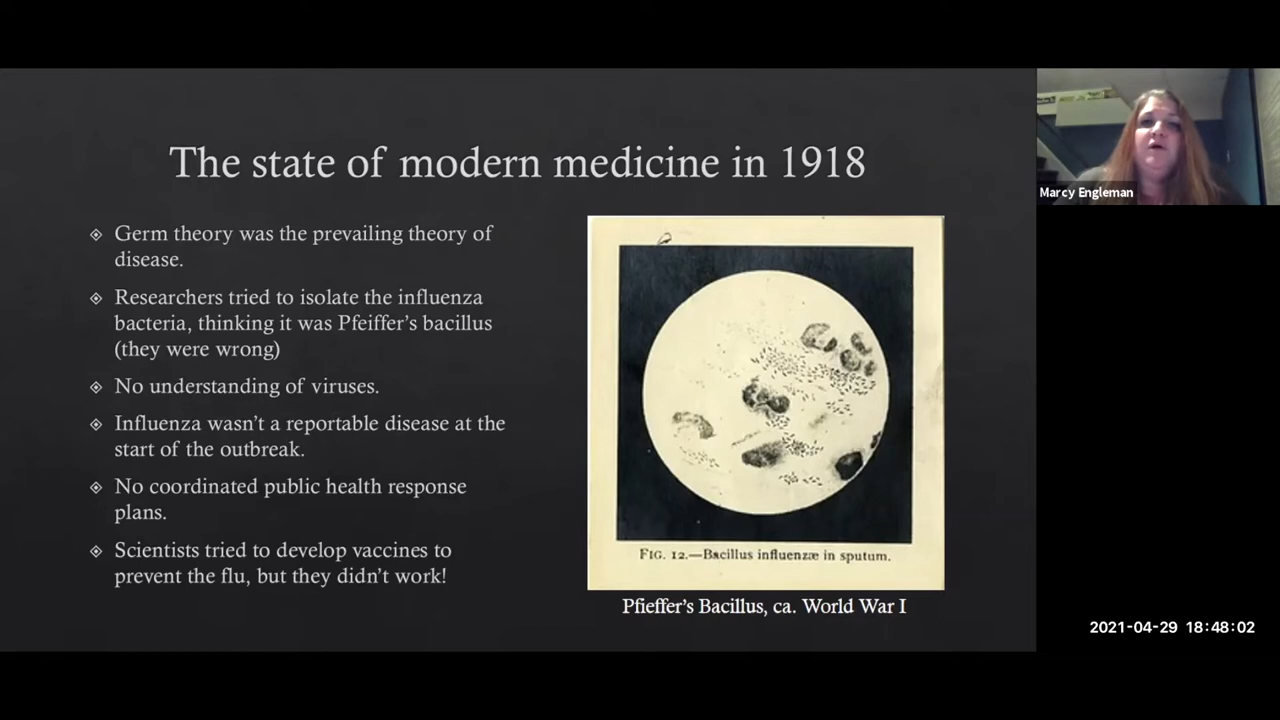 The state of modern medicine in 1918
Germ theory was the prevailing theory of
disease.
Researchers tried to isolate the influenza
bacteria, thinking it was Pfeiffer’s bacillus
(they were wrong)
No understanding of viruses.
Influenza wasn’t a reportable disease at the
start of the outbreak.
No coordinated public health response
plans.
Scientists tried to develop vaccines to
prevent the flu, but they didn’t work!
FIG. 12.—Bacillus influenzæ in sputum.
Pfieffer’s Bacillus, ca. World War I
Marcy Engleman
2021-04-29 18:48:02